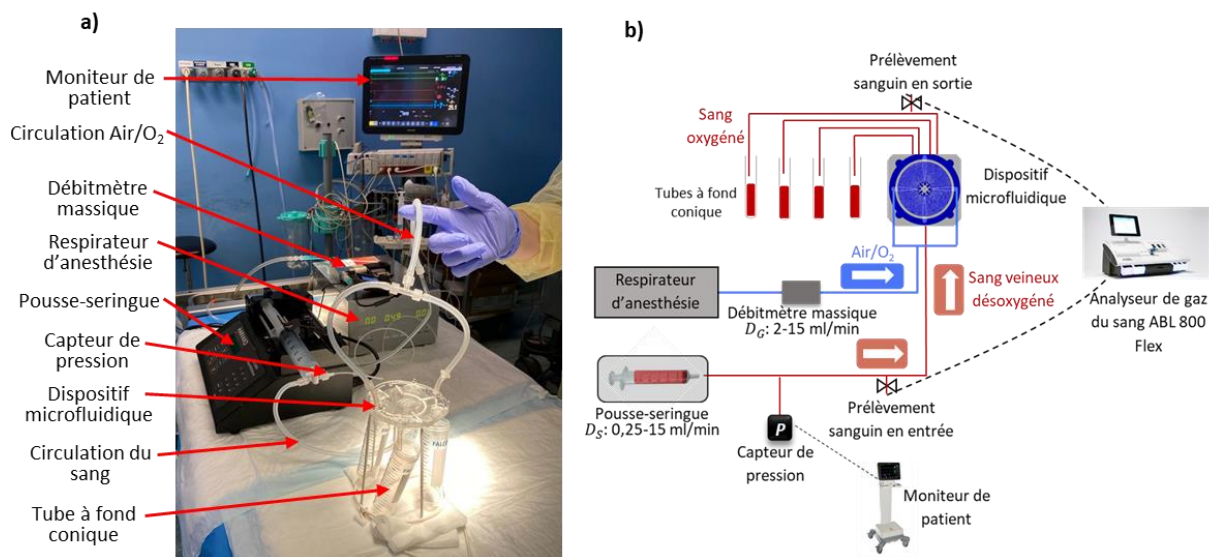 a)
Moniteur de
patient
Circulation Air/O₂
Débitmètre
massique
Respirateur
d'anesthésie
Pousse-seringue
Capteur de
pression
Dispositif
microfluidique
Circulation du
sang
Tube à fond
conique
b)
Prélèvement
sanguin en sortie
Sang
oxygéné
Tubes à fond
conique
Dispositif
microfluidique
Air/O₂
Sang veineux
désoxygéné
Respirateur
d'anesthésie
Débitmètre massique
D_G: 2-15 ml/min
Analyseur de gaz
du sang ABL 800
Flex
Pousse-seringue
D_S: 0,25-15 ml/min
P
Capteur de
pression
Prélèvement
sanguin en entrée
Moniteur de
patient